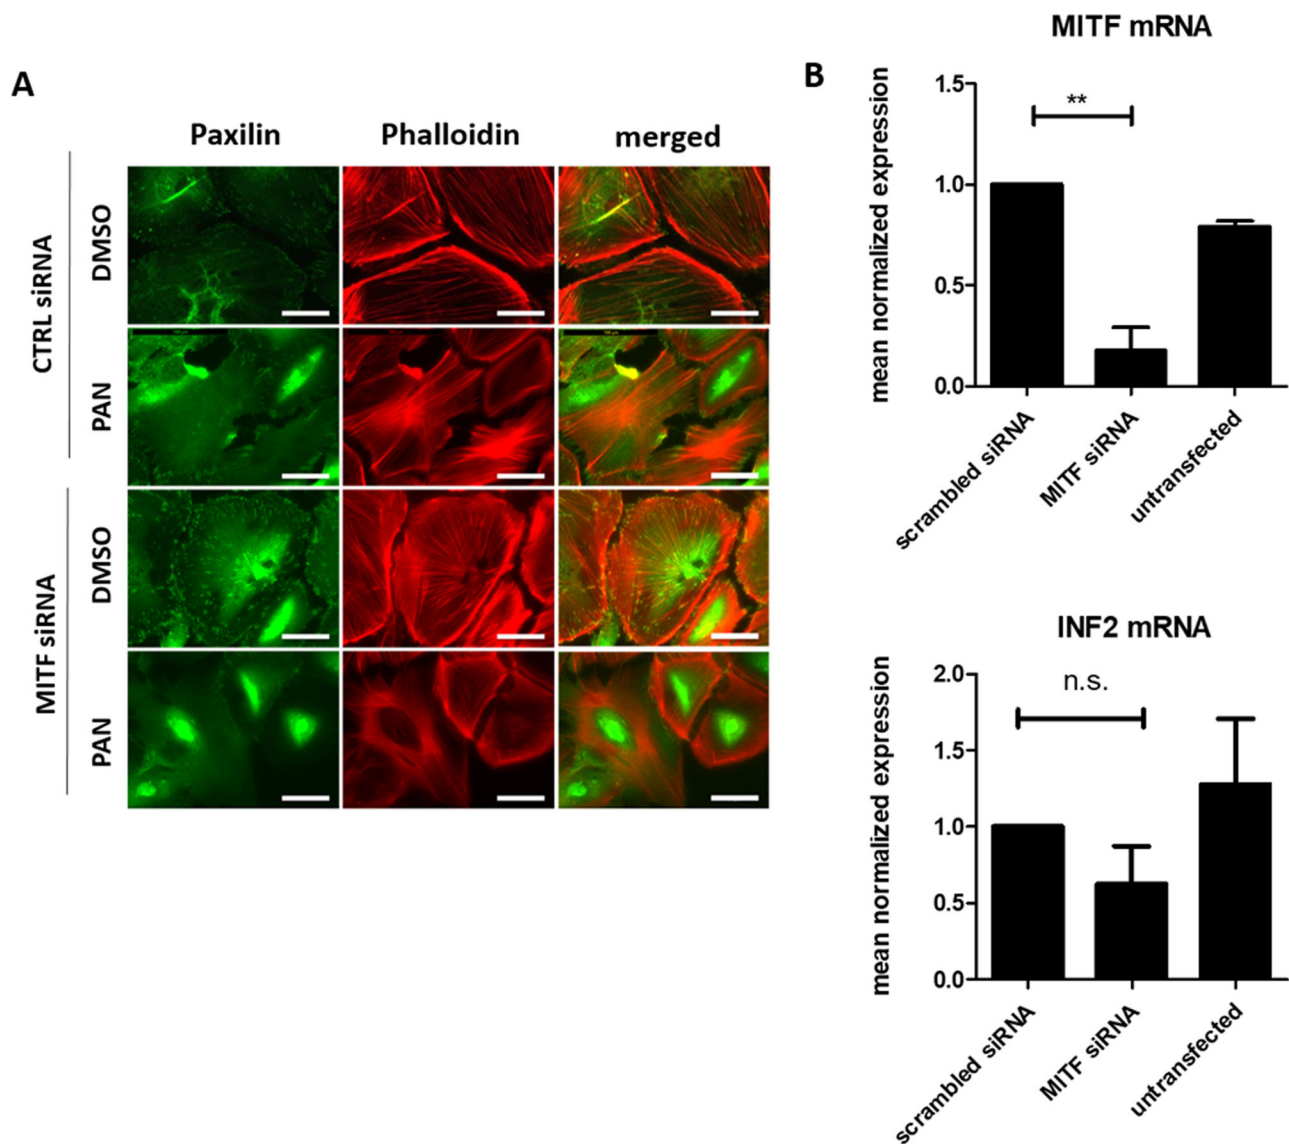 A
Paxilin Phalloidin merged
CTRL siRNA
DMSO
PAN
MITF siRNA
DMSO
PAN
B
MITF mRNA
mean normalized expression
1.5
1.0
0.5
0.0
**
scrambled siRNA
MITF siRNA
untransfected
INF2 mRNA
mean normalized expression
2.0
1.5
1.0
0.5
0.0
n.s.
scrambled siRNA
MITF siRNA
untransfected